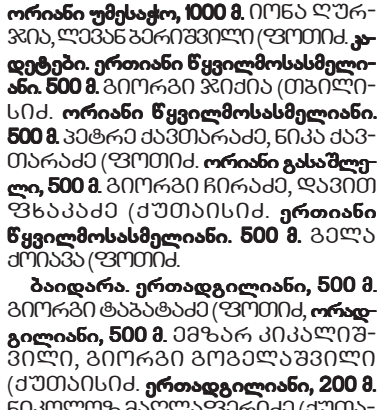 ორიანი უმესაჭო, 1000 მ. იონა ღურ-
ჯია, ლევან ბერიშვილი (ფოთი). კა-
დეტები. ერთიანი წყვილმოსასმელი-
ანი. 500 მ. გიორგი ჯიქია (თბილი-
სი). ორიანი წყვილმოსასმელიანი.
500 მ. პეტრე ქავთარაძე, ნიკა ქავ-
თარაძე (ფოთი). ორიანი გასაშლე-
ლი, 500 მ. გიორგი ჩირაძე, დავით
ფხაკაძე (ქუთაისი). ერთიანი
წყვილმოსასმელიანი. 500 მ. გელა
ქოიავა (ფოთი).
ბაიდარა. ერთადგილიანი, 500 მ.
გიორგი ტაბატაძე (ფოთი), ორად-
გილიანი, 500 მ. ემზარ კიკალიშ-
ვილი, გიორგი გოგელაშვილი
(ქუთაისი). ერთადგილიანი, 200 მ.